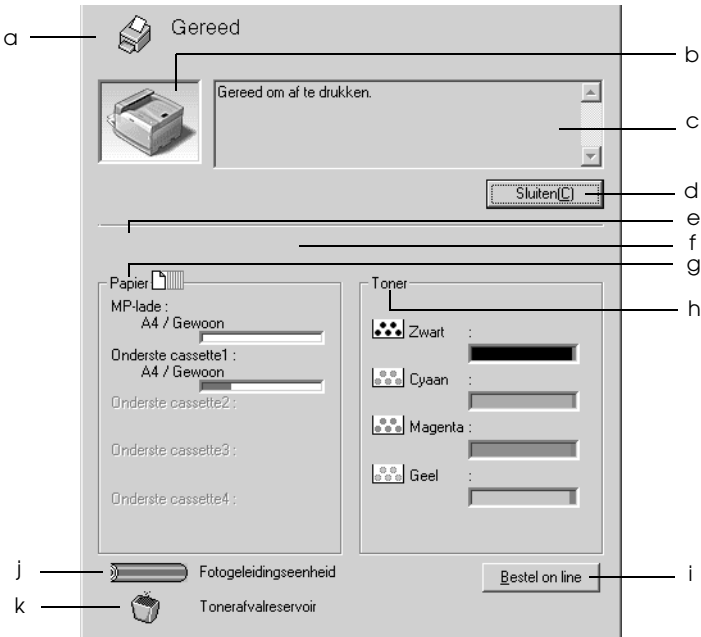 a
Gereed
b
Gereed om af te drukken.
c
Sluiten(C)
d
e
f
g
Papier
Toner
h
MP-lade :
A4 / Gewoon
Onderste cassette1 :
A4 / Gewoon
Onderste cassette2 :
Onderste cassette3 :
Onderste cassette4 :
Zwart :
Cyaan :
Magenta :
Geel :
j
Fotogeleidingseenheid
Bestel on line
i
k
Tonerafvalreservoir